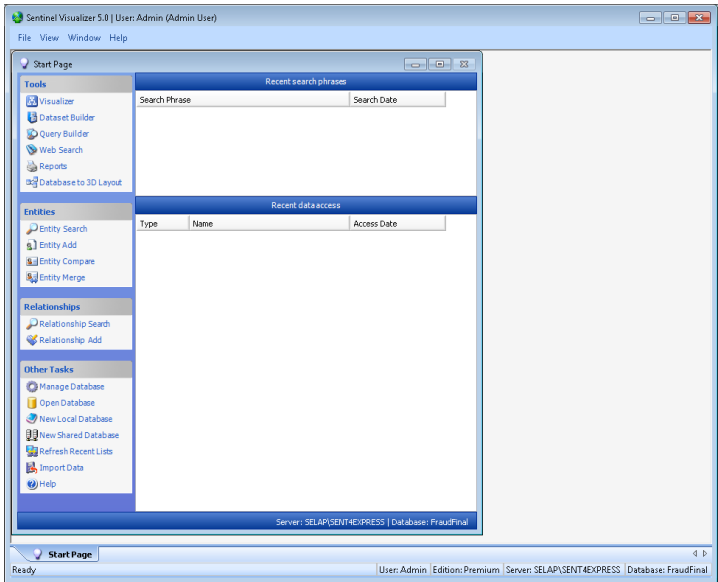 Sentinel Visualizer 5.0 | User: Admin (Admin User)
File View Window Help
Start Page
Tools
Visualizer
Dataset Builder
Query Builder
Web Search
Reports
Database to 3D Layout
Entities
Entity Search
Entity Add
Entity Compare
Entity Merge
Relationships
Relationship Search
Relationship Add
Other Tasks
Manage Database
Open Database
New Local Database
New Shared Database
Refresh Recent Lists
Import Data
Help
Recent search phrases
Search Phrase Search Date
Recent data access
Type Name Access Date
Server: SELAP\SENT4EXPRESS | Database: FraudFinal
Start Page
Ready User: Admin Edition: Premium Server: SELAP\SENT4EXPRESS Database: FraudFinal